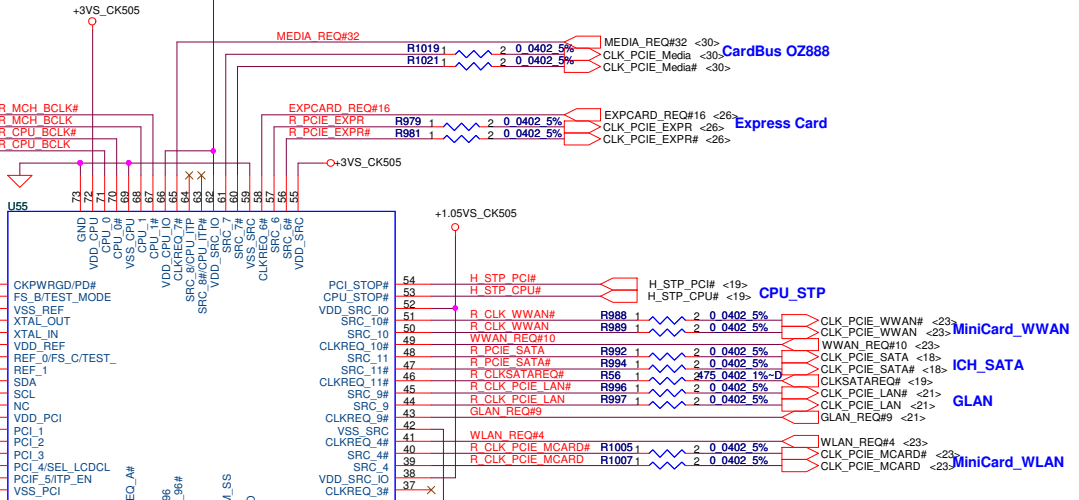 +3VS_CK505
MEDIA_REQ#32
MEDIA_REQ#32 <30>
R1019 1 2 0_0402_5% CLK_PCIE_Media <30>
CardBus OZ888
R1021 1 2 0_0402_5% CLK_PCIE_Media# <30>
R_MCH_BCLK#
R_MCH_BCLK
R_CPU_BCLK#
R_CPU_BCLK
EXPCARD_REQ#16
EXPCARD_REQ#16 <26>
R_PCIE_EXPR R979 1 2 0_0402_5% CLK_PCIE_EXPR <26>
Express Card
R_PCIE_EXPR# R981 1 2 0_0402_5% CLK_PCIE_EXPR# <26>
+3VS_CK505
73 72 71 70 69 68 67 66 65 64 63 62 61 60 59 58 57 56 55
U55
GND
VDD_CPU
CPU_0
CPU_0#
VSS_CPU
CPU_1
CPU_1#
VDD_CPU_IO
CLKREQ_7#
SRC_8/CPU_ITP
SRC_8#/CPU_ITP#
VDD_SRC_IO
SRC_7
SRC_7#
VSS_SRC
CLKREQ_6#
SRC_6
SRC_6#
VDD_SRC
+1.05VS_CK505
CKPWRGD/PD#
FS_B/TEST_MODE
VSS_REF
XTAL_OUT
XTAL_IN
VDD_REF
REF_0/FS_C/TEST_
REF_1
SDA
SCL
NC
VDD_PCI
PCI_1
PCI_2
PCI_3
PCI_4/SEL_LCDCL
PCIF_5/ITP_EN
VSS_PCI
PCI_STOP# 54 H_STP_PCI# H_STP_PCI# <19>
CPU_STOP# 53 H_STP_CPU# H_STP_CPU# <19>
CPU_STP
VDD_SRC_IO 52
SRC_10# 51 R_CLK_WWAN# R988 1 2 0_0402_5% CLK_PCIE_WWAN# <23>
SRC_10 50 R_CLK_WWAN R989 1 2 0_0402_5% CLK_PCIE_WWAN <23>
MiniCard_WWAN
CLKREQ_10# 49 WWAN_REQ#10 WWAN_REQ#10 <23>
SRC_11 48 R_PCIE_SATA R992 1 2 0_0402_5% CLK_PCIE_SATA <18>
SRC_11# 47 R_PCIE_SATA# R994 1 2 0_0402_5% CLK_PCIE_SATA# <18>
ICH_SATA
CLKREQ_11# 46 R_CLKSATAREQ# R56 1 2 475_0402_1%~D CLKSATAREQ# <19>
SRC_9# 45 R_CLK_PCIE_LAN# R996 1 2 0_0402_5% CLK_PCIE_LAN# <21>
SRC_9 44 R_CLK_PCIE_LAN R997 1 2 0_0402_5% CLK_PCIE_LAN <21>
GLAN
CLKREQ_9# 43 GLAN_REQ#9 GLAN_REQ#9 <21>
VSS_SRC 42
CLKREQ_4# 41 WLAN_REQ#4 WLAN_REQ#4 <23>
SRC_4# 40 R_CLK_PCIE_MCARD# R1005 1 2 0_0402_5% CLK_PCIE_MCARD# <23>
SRC_4 39 R_CLK_PCIE_MCARD R1007 1 2 0_0402_5% CLK_PCIE_MCARD <23>
MiniCard_WLAN
VDD_SRC_IO 38
CLKREQ_3# 37
EQ_A#
96
_96#
M_SS